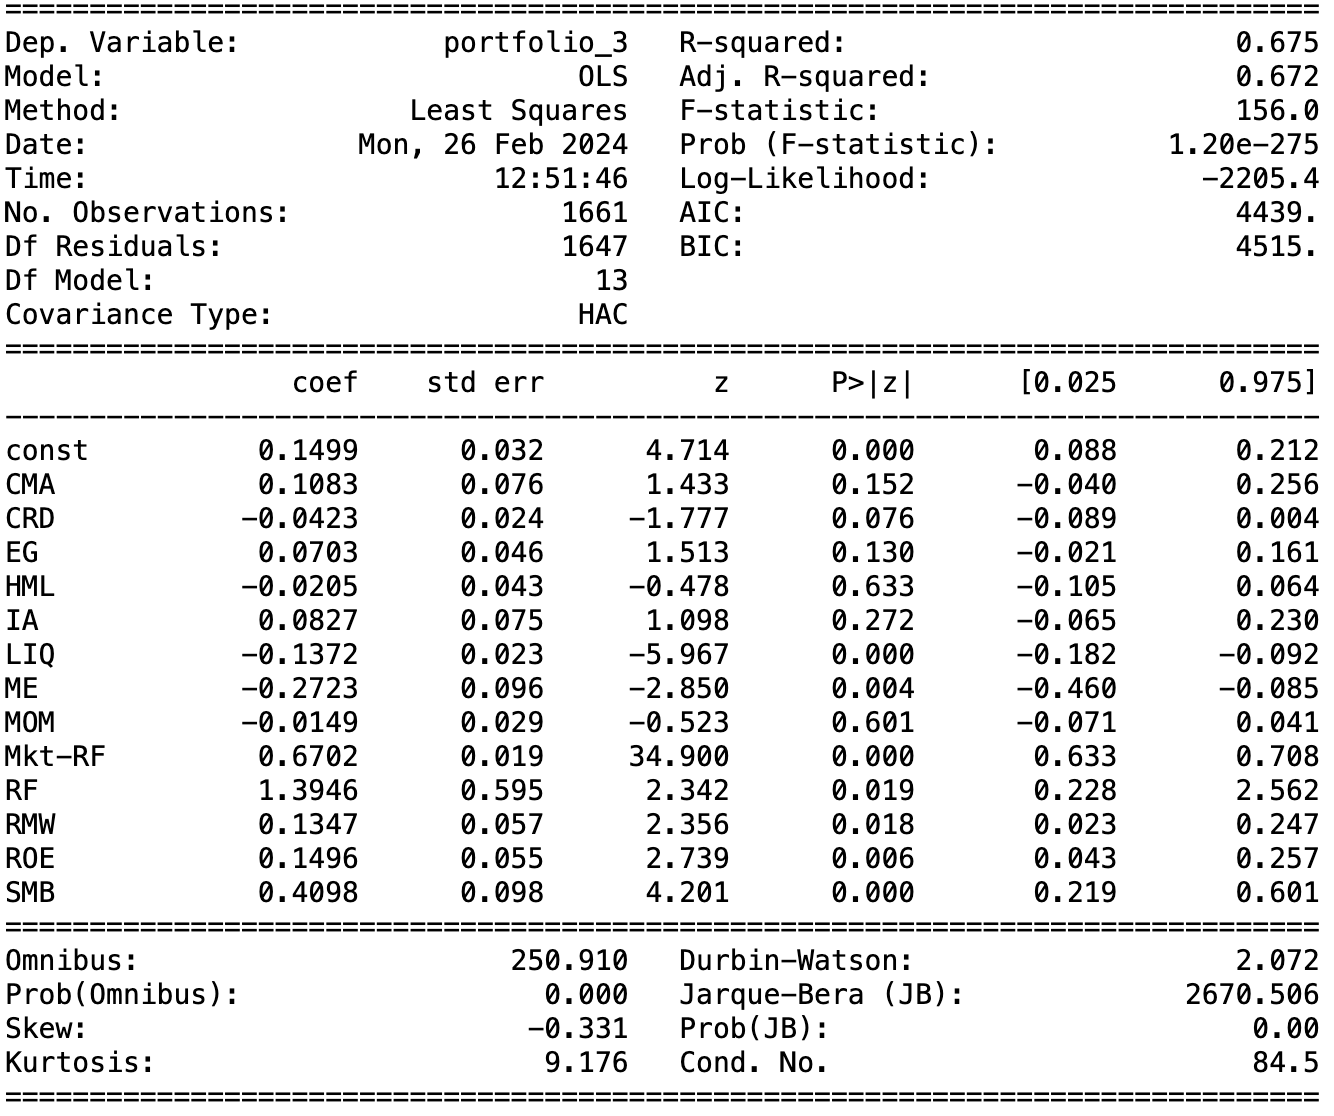 ==============================================================================
Dep. Variable:            portfolio_3   R-squared:                       0.675
Model:                            OLS   Adj. R-squared:                  0.672
Method:                 Least Squares   F-statistic:                     156.0
Date:                Mon, 26 Feb 2024   Prob (F-statistic):          1.20e-275
Time:                        12:51:46   Log-Likelihood:                -2205.4
No. Observations:                1661   AIC:                             4439.
Df Residuals:                    1647   BIC:                             4515.
Df Model:                          13
Covariance Type:                  HAC
==============================================================================
                 coef    std err          z      P>|z|      [0.025      0.975]
------------------------------------------------------------------------------
const          0.1499      0.032      4.714      0.000       0.088       0.212
CMA            0.1083      0.076      1.433      0.152      -0.040       0.256
CRD           -0.0423      0.024     -1.777      0.076      -0.089       0.004
EG             0.0703      0.046      1.513      0.130      -0.021       0.161
HML           -0.0205      0.043     -0.478      0.633      -0.105       0.064
IA             0.0827      0.075      1.098      0.272      -0.065       0.230
LIQ           -0.1372      0.023     -5.967      0.000      -0.182      -0.092
ME            -0.2723      0.096     -2.850      0.004      -0.460      -0.085
MOM           -0.0149      0.029     -0.523      0.601      -0.071       0.041
Mkt-RF         0.6702      0.019     34.900      0.000       0.633       0.708
RF             1.3946      0.595      2.342      0.019       0.228       2.562
RMW            0.1347      0.057      2.356      0.018       0.023       0.247
ROE            0.1496      0.055      2.739      0.006       0.043       0.257
SMB            0.4098      0.098      4.201      0.000       0.219       0.601
==============================================================================
Omnibus:                      250.910   Durbin-Watson:                   2.072
Prob(Omnibus):                  0.000   Jarque-Bera (JB):             2670.506
Skew:                          -0.331   Prob(JB):                         0.00
Kurtosis:                       9.176   Cond. No.                         84.5
==============================================================================